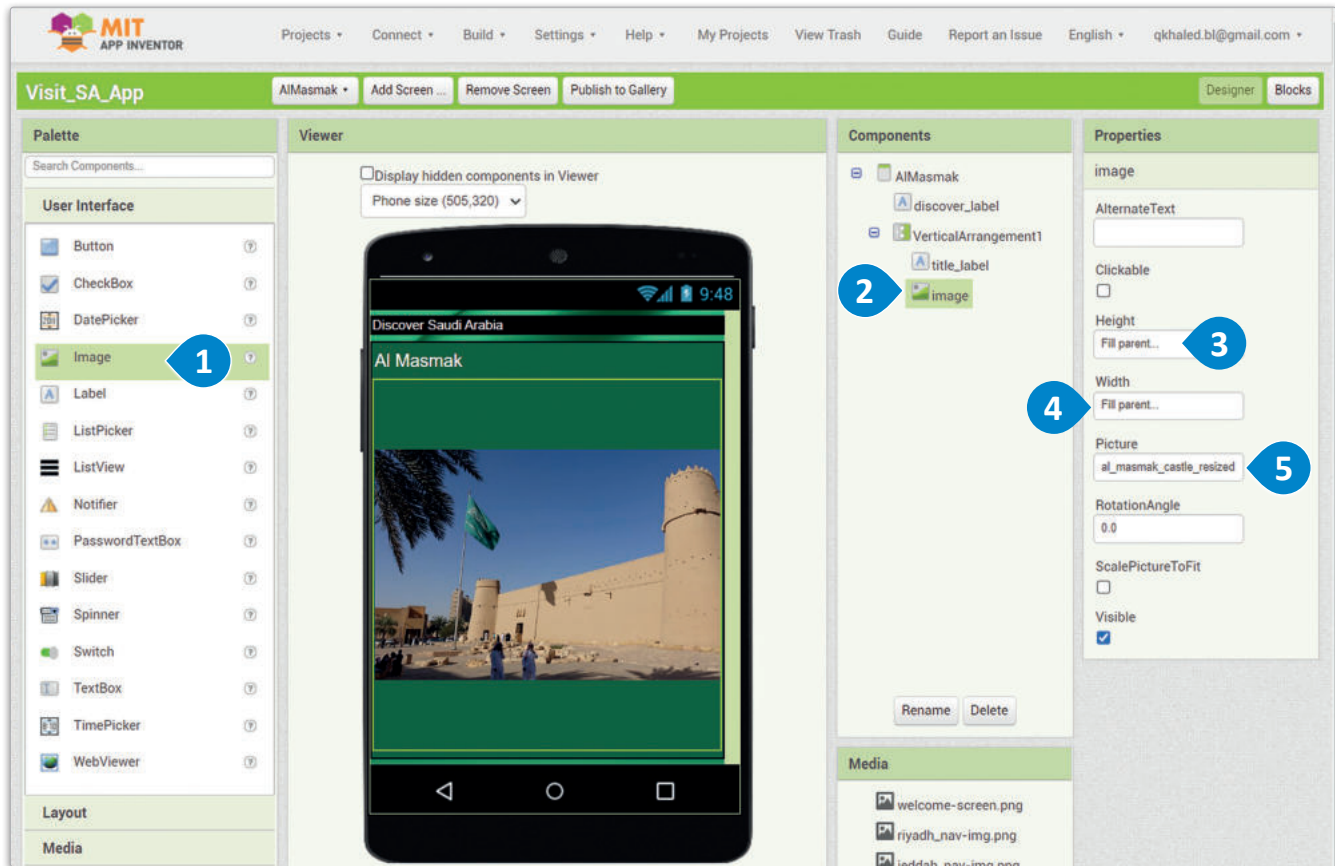 MIT
APP INVENTOR
Projects
Connect
Build
Settings
Help
My Projects
View Trash
Guide
Report an Issue
English
qkhaled.bl@gmail.com
Visit_SA_App
AlMasmak
Add Screen ...
Remove Screen
Publish to Gallery
Designer
Blocks
Palette
Search Components...
User Interface
Button
CheckBox
DatePicker
Image
1
Label
ListPicker
ListView
Notifier
PasswordTextBox
Slider
Spinner
Switch
TextBox
TimePicker
WebViewer
Layout
Media
Viewer
Display hidden components in Viewer
Phone size (505,320)
9:48
Discover Saudi Arabia
Al Masmak
Components
AlMasmak
discover_label
VerticalArrangement1
title_label
2
image
Rename
Delete
Media
welcome-screen.png
riyadh_nav-img.png
jeddah_nav-img.png
Properties
image
AlternateText
Clickable
Height
Fill parent...
3
Width
4
Fill parent...
Picture
al_masmak_castle_resized
5
RotationAngle
0.0
ScalePictureToFit
Visible